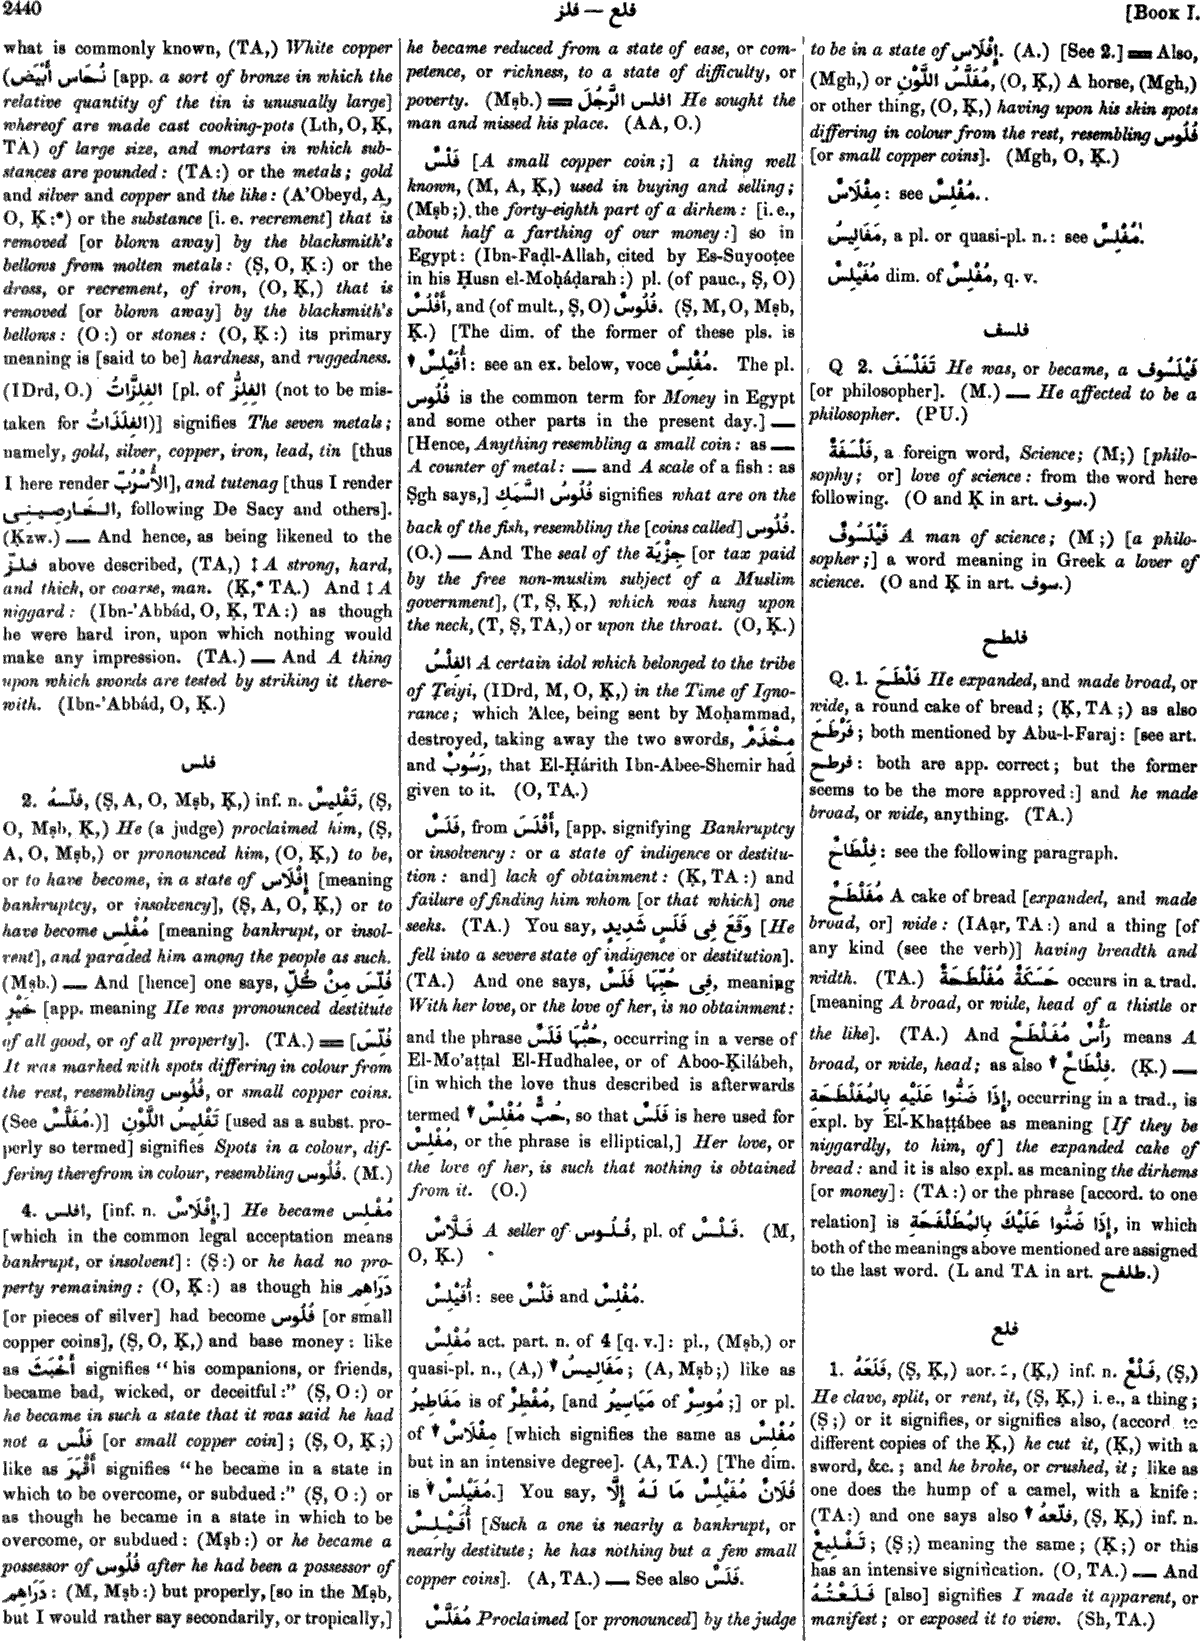 2440
فلع — فلز
[Book I.
what is commonly known, (TA,) White copper
(نُحَاس أَبْيَض [app. a sort of bronze in which the
relative quantity of the tin is unusually large]
whereof are made cast cooking-pots (Lth, O, Ḳ,
TA) of large size, and mortars in which sub-
stances are pounded : (TA :) or the metals ; gold
and silver and copper and the like : (A'Obeyd, A,
O, Ḳ :*) or the substance [i. e. recrement] that is
removed [or blown away] by the blacksmith's
bellows from molten metals : (Ṣ, O, Ḳ :) or the
dross, or recrement, of iron, (O, Ḳ,) that is
removed [or blown away] by the blacksmith's
bellows : (O :) or stones : (O, Ḳ :) its primary
meaning is [said to be] hardness, and ruggedness.
(IDrd, O.) الفِلِزَّاتُ [pl. of الفِلِزُّ (not to be mis-
taken for الفِلَذَاتُ)] signifies The seven metals ;
namely, gold, silver, copper, iron, lead, tin [thus
I here render الأُسْرُبّ], and tutenag [thus I render
الخارصينى, following De Sacy and others].
(Ḳzw.) — And hence, as being likened to the
فلزّ above described, (TA,) ‡ A strong, hard,
and thick, or coarse, man. (Ḳ,* TA.) And ‡ A
niggard : (Ibn-'Abbád, O, Ḳ, TA :) as though
he were hard iron, upon which nothing would
make any impression. (TA.) — And A thing
upon which swords are tested by striking it there-
with. (Ibn-'Abbád, O, Ḳ.)
فلس
2. فلّسهُ, (Ṣ, A, O, Mṣb, Ḳ,) inf. n. تَفْلِيسٌ, (Ṣ,
O, Mṣb, Ḳ,) He (a judge) proclaimed him, (Ṣ,
A, O, Mṣb,) or pronounced him, (O, Ḳ,) to be,
or to have become, in a state of إِفْلَاس [meaning
bankruptcy, or insolvency], (Ṣ, A, O, Ḳ,) or to
have become مُفْلِس [meaning bankrupt, or insol-
vent], and paraded him among the people as such.
(Mṣb.) — And [hence] one says, فُلِّسَ مِنْ كُلِّ
خَيْرٍ [app. meaning He was pronounced destitute
of all good, or of all property]. (TA.) = [فُلِّسَ
It was marked with spots differing in colour from
the rest, resembling فُلُوس, or small copper coins.
(See مُفَلَّسٌ.)] تَفْلِيسُ اللَّوْنِ [used as a subst. pro-
perly so termed] signifies Spots in a colour, dif-
fering therefrom in colour, resembling فُلُوس. (M.)
4. افلس, [inf. n. إِفْلَاسٌ,] He became مُفْلِس
[which in the common legal acceptation means
bankrupt, or insolvent] : (Ṣ :) or he had no pro-
perty remaining : (O, Ḳ :) as though his دَرَاهِم
[or pieces of silver] had become فُلُوس [or small
copper coins], (Ṣ, O, Ḳ,) and base money : like
as أَخْبَثَ signifies "his companions, or friends,
became bad, wicked, or deceitful :" (Ṣ, O :) or
he became in such a state that it was said he had
not a فَلْس [or small copper coin] ; (Ṣ, O, Ḳ ;)
like as أَقْهَرَ signifies "he became in a state in
which to be overcome, or subdued :" (Ṣ, O :) or
as though he became in a state in which to be
overcome, or subdued : (Mṣb :) or he became a
possessor of فُلُوس after he had been a possessor of
دَرَاهِم : (M, Mṣb :) but properly, [so in the Mṣb,
but I would rather say secondarily, or tropically,]
he became reduced from a state of ease, or com-
petence, or richness, to a state of difficulty, or
poverty. (Mṣb.) = افلس الرَّجُلَ He sought the
man and missed his place. (AA, O.)
فَلْسٌ [A small copper coin ;] a thing well
known, (M, A, Ḳ,) used in buying and selling ;
(Mṣb ;) the forty-eighth part of a dirhem : [i. e.,
about half a farthing of our money :] so in
Egypt : (Ibn-Faḍl-Allah, cited by Es-Suyooṭee
in his Ḥusn el-Moḥáḍarah :) pl. (of pauc., Ṣ, O)
أَفْلُسٌ, and (of mult., Ṣ, O) فُلُوسٌ. (Ṣ, M, O, Mṣb,
Ḳ.) [The dim. of the former of these pls. is
▼ أُفَيْلِسٌ : see an ex. below, voce مُفْلِسٌ. The pl.
فُلُوس is the common term for Money in Egypt
and some other parts in the present day.] —
[Hence, Anything resembling a small coin : as —
A counter of metal : — and A scale of a fish : as
Ṣgh says,] فُلُوسُ السَّمَكِ signifies what are on the
back of the fish, resembling the [coins called] فُلُوس.
(O.) — And The seal of the جِزْيَة [or tax paid
by the free non-muslim subject of a Muslim
government], (T, Ṣ, Ḳ,) which was hung upon
the neck, (T, Ṣ, TA,) or upon the throat. (O, Ḳ.)
الفِلْسُ A certain idol which belonged to the tribe
of Ṭeiyi, (IDrd, M, O, Ḳ,) in the Time of Igno-
rance ; which 'Alee, being sent by Moḥammad,
destroyed, taking away the two swords, مِخْذَمٌ
and رَسُوبٌ, that El-Ḥárith Ibn-Abee-Shemir had
given to it. (O, TA.)
فَلَسٌ, from أَفْلَسَ, [app. signifying Bankruptcy
or insolvency : or a state of indigence or destitu-
tion : and] lack of obtainment : (Ḳ, TA :) and
failure of finding him whom [or that which] one
seeks. (TA.) You say, وَقَعَ فِى فَلَسٍ شَدِيدٍ [He
fell into a severe state of indigence or destitution].
(TA.) And one says, فِى حُبِّهَا فَلَسٌ, meaning
With her love, or the love of her, is no obtainment :
and the phrase حُبُّهَا فَلَسٌ, occurring in a verse of
El-Mo'aṭṭal El-Hudhalee, or of Aboo-Ḳilábeh,
[in which the love thus described is afterwards
termed ▼ حُبٌّ مُفْلِسٌ, so that فَلَسٌ is here used for
مُفْلِسٌ, or the phrase is elliptical,] Her love, or
the love of her, is such that nothing is obtained
from it. (O.)
فَلَّاسٌ A seller of فُلُوس, pl. of فَلْسٌ. (M,
O, Ḳ.)
أُفَيْلِسٌ : see فَلْسٌ and مُفْلِسٌ.
مُفْلِسٌ act. part. n. of 4 [q. v.] : pl., (Mṣb,) or
quasi-pl. n., (A,) ▼ مَفَالِيسُ ; (A, Mṣb ;) like as
مَفَاطِيرُ is of مُفْطِرٌ, [and مَيَاسِيرُ of مُوسِرٌ ;] or pl.
of ▼ مِفْلَاسٌ [which signifies the same as مُفْلِسٌ
but in an intensive degree]. (A, TA.) [The dim.
is ▼ مُفَيْلِسٌ.] You say, فُلَانٌ مُفَيْلِسٌ مَا لَهُ إِلَّا
أُفَيْلِسٌ [Such a one is nearly a bankrupt, or
nearly destitute ; he has nothing but a few small
copper coins]. (A, TA.) — See also فَلَسٌ.
مُفَلَّسٌ Proclaimed [or pronounced] by the judge
to be in a state of إِفْلَاس. (A.) [See 2.] = Also,
(Mgh,) or مُفَلَّسُ اللَّوْنِ, (O, Ḳ,) A horse, (Mgh,)
or other thing, (O, Ḳ,) having upon his skin spots
differing in colour from the rest, resembling فُلُوس
[or small copper coins]. (Mgh, O, Ḳ.)
مِفْلَاسٌ : see مُفْلِسٌ..
مَفَالِيسُ, a pl. or quasi-pl. n. : see مُفْلِسٌ.
مُفَيْلِسٌ dim. of مُفْلِسٌ, q. v.
فلسف
Q 2. تَفَلْسَفَ He was, or became, a فَيْلَسُوف
[or philosopher]. (M.) — He affected to be a
philosopher. (PU.)
فَلْسَفَةٌ, a foreign word, Science ; (M ;) [philo-
sophy ; or] love of science : from the word here
following. (O and Ḳ in art. سوف.)
فَيْلَسُوفٌ A man of science ; (M ;) [a philo-
sopher ;] a word meaning in Greek a lover of
science. (O and Ḳ in art. سوف.)
فلطح
Q. 1. فَلْطَحَ He expanded, and made broad, or
wide, a round cake of bread ; (Ḳ, TA ;) as also
فَرْطَحَ ; both mentioned by Abu-l-Faraj : [see art.
فرطح : both are app. correct ; but the former
seems to be the more approved :] and he made
broad, or wide, anything. (TA.)
فِلْطَاحٌ : see the following paragraph.
مُفَلْطَحٌ A cake of bread [expanded, and made
broad, or] wide : (IAạr, TA :) and a thing [of
any kind (see the verb)] having breadth and
width. (TA.) حَسَكَةٌ مُفَلْطَحَةٌ occurs in a trad.
[meaning A broad, or wide, head of a thistle or
the like]. (TA.) And رَأْسٌ مُفَلْطَحٌ means A
broad, or wide, head ; as also ▼ فِلْطَاحٌ. (Ḳ.) —
إِذَا ضَنُّوا عَلَيْهِ بِالْمُفَلْطَحَةِ, occurring in a trad., is
expl. by El-Khaṭṭábee as meaning [If they be
niggardly, to him, of] the expanded cake of
bread : and it is also expl. as meaning the dirhems
[or money] : (TA :) or the phrase [accord. to one
relation] is إِذَا ضَنُّوا عَلَيْكَ بِالْمُطَلْفَحَةِ, in which
both of the meanings above mentioned are assigned
to the last word. (L and TA in art. طلفح.)
فلع
1. فَلَعَهُ, (Ṣ, Ḳ,) aor. ـَ, (Ḳ,) inf. n. فَلْعٌ, (Ṣ,)
He clave, split, or rent, it, (Ṣ, Ḳ,) i. e., a thing ;
(Ṣ ;) or it signifies, or signifies also, (accord. to
different copies of the Ḳ,) he cut it, (Ḳ,) with a
sword, &c. ; and he broke, or crushed, it ; like as
one does the hump of a camel, with a knife :
(TA :) and one says also ▼ فلّعهُ, (Ṣ, Ḳ,) inf. n.
تَفْلِيعٌ ; (Ṣ ;) meaning the same ; (Ḳ ;) or this
has an intensive signification. (O, TA.) — And
فَلَعْتُهُ [also] signifies I made it apparent, or
manifest ; or exposed it to view. (Sh, TA.)